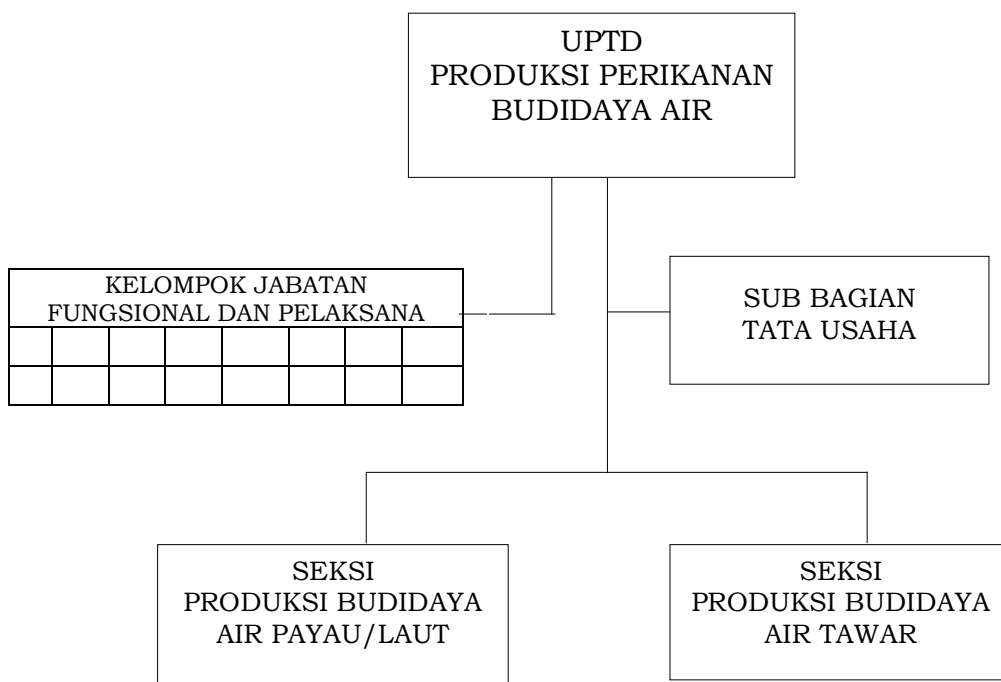 UPTD
PRODUKSI PERIKANAN
BUDIDAYA AIR
KELOMPOK JABATAN
FUNGSIONAL DAN PELAKSANA
SUB BAGIAN
TATA USAHA
SEKSI
PRODUKSI BUDIDAYA
AIR PAYAU/LAUT
SEKSI
PRODUKSI BUDIDAYA
AIR TAWAR